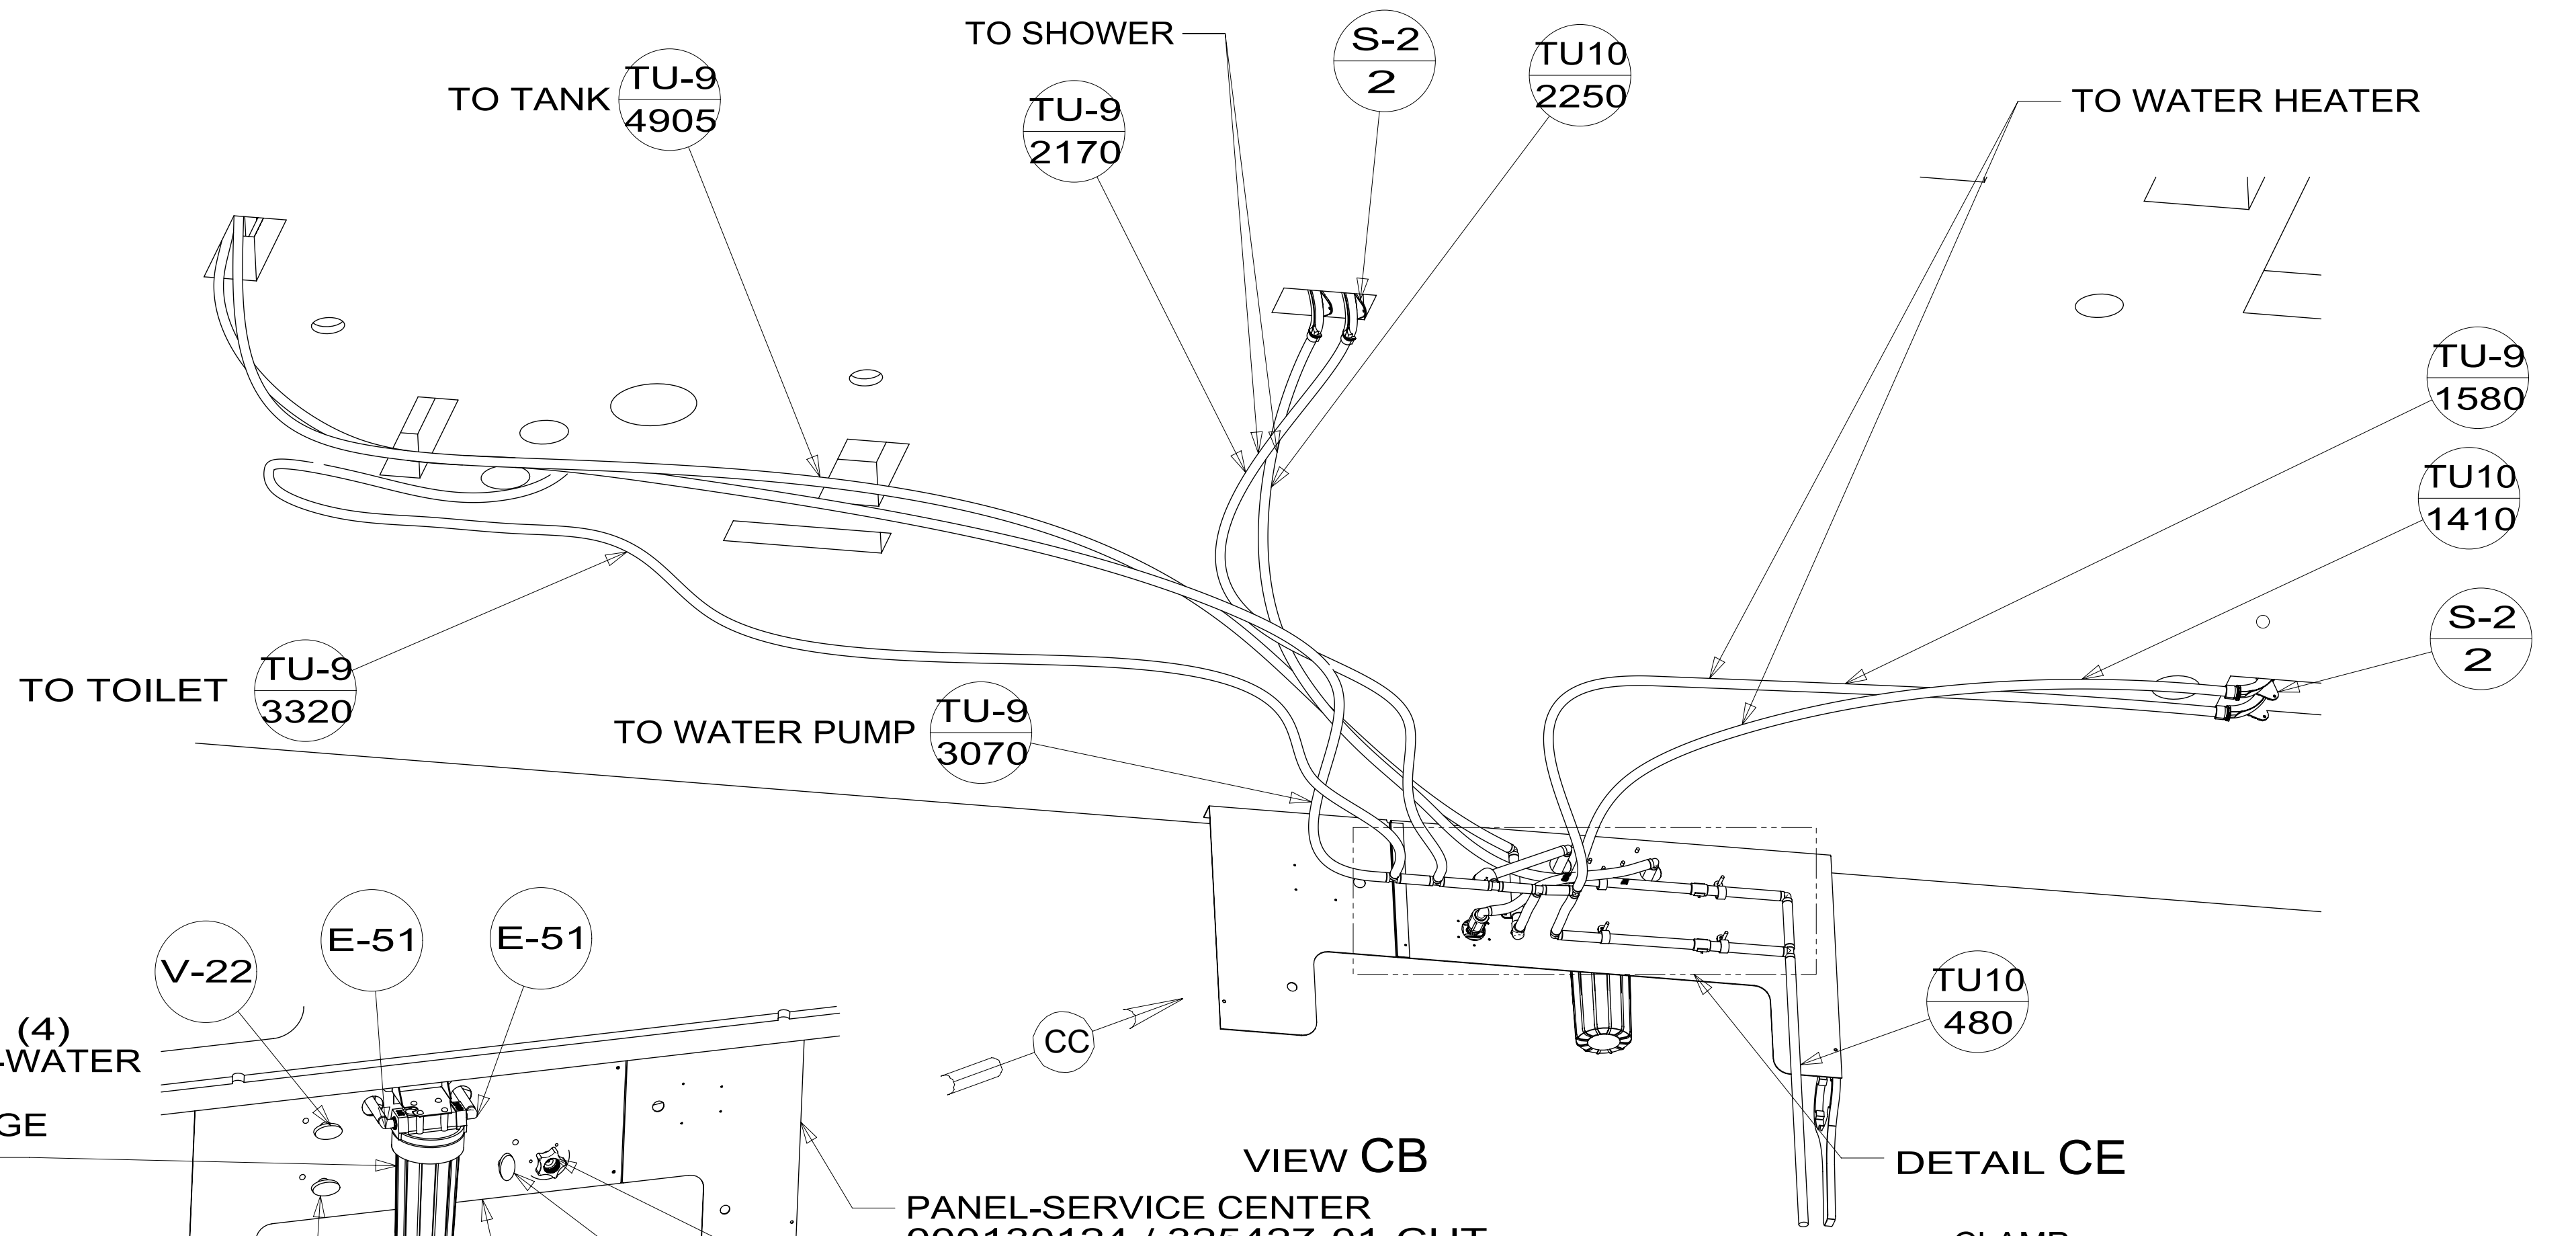 TO SHOWER
S-2
2
TU10
2250
TU-9
4905
TO TANK
TU-9
2170
TO WATER HEATER
TU-9
1580
TU10
1410
S-2
2
TO TOILET
TU-9
3320
TO WATER PUMP
TU-9
3070
V-22
E-51
E-51
TU10
480
(4)
-WATER
GE
CC
VIEW CB
DETAIL CE
PANEL-SERVICE CENTER